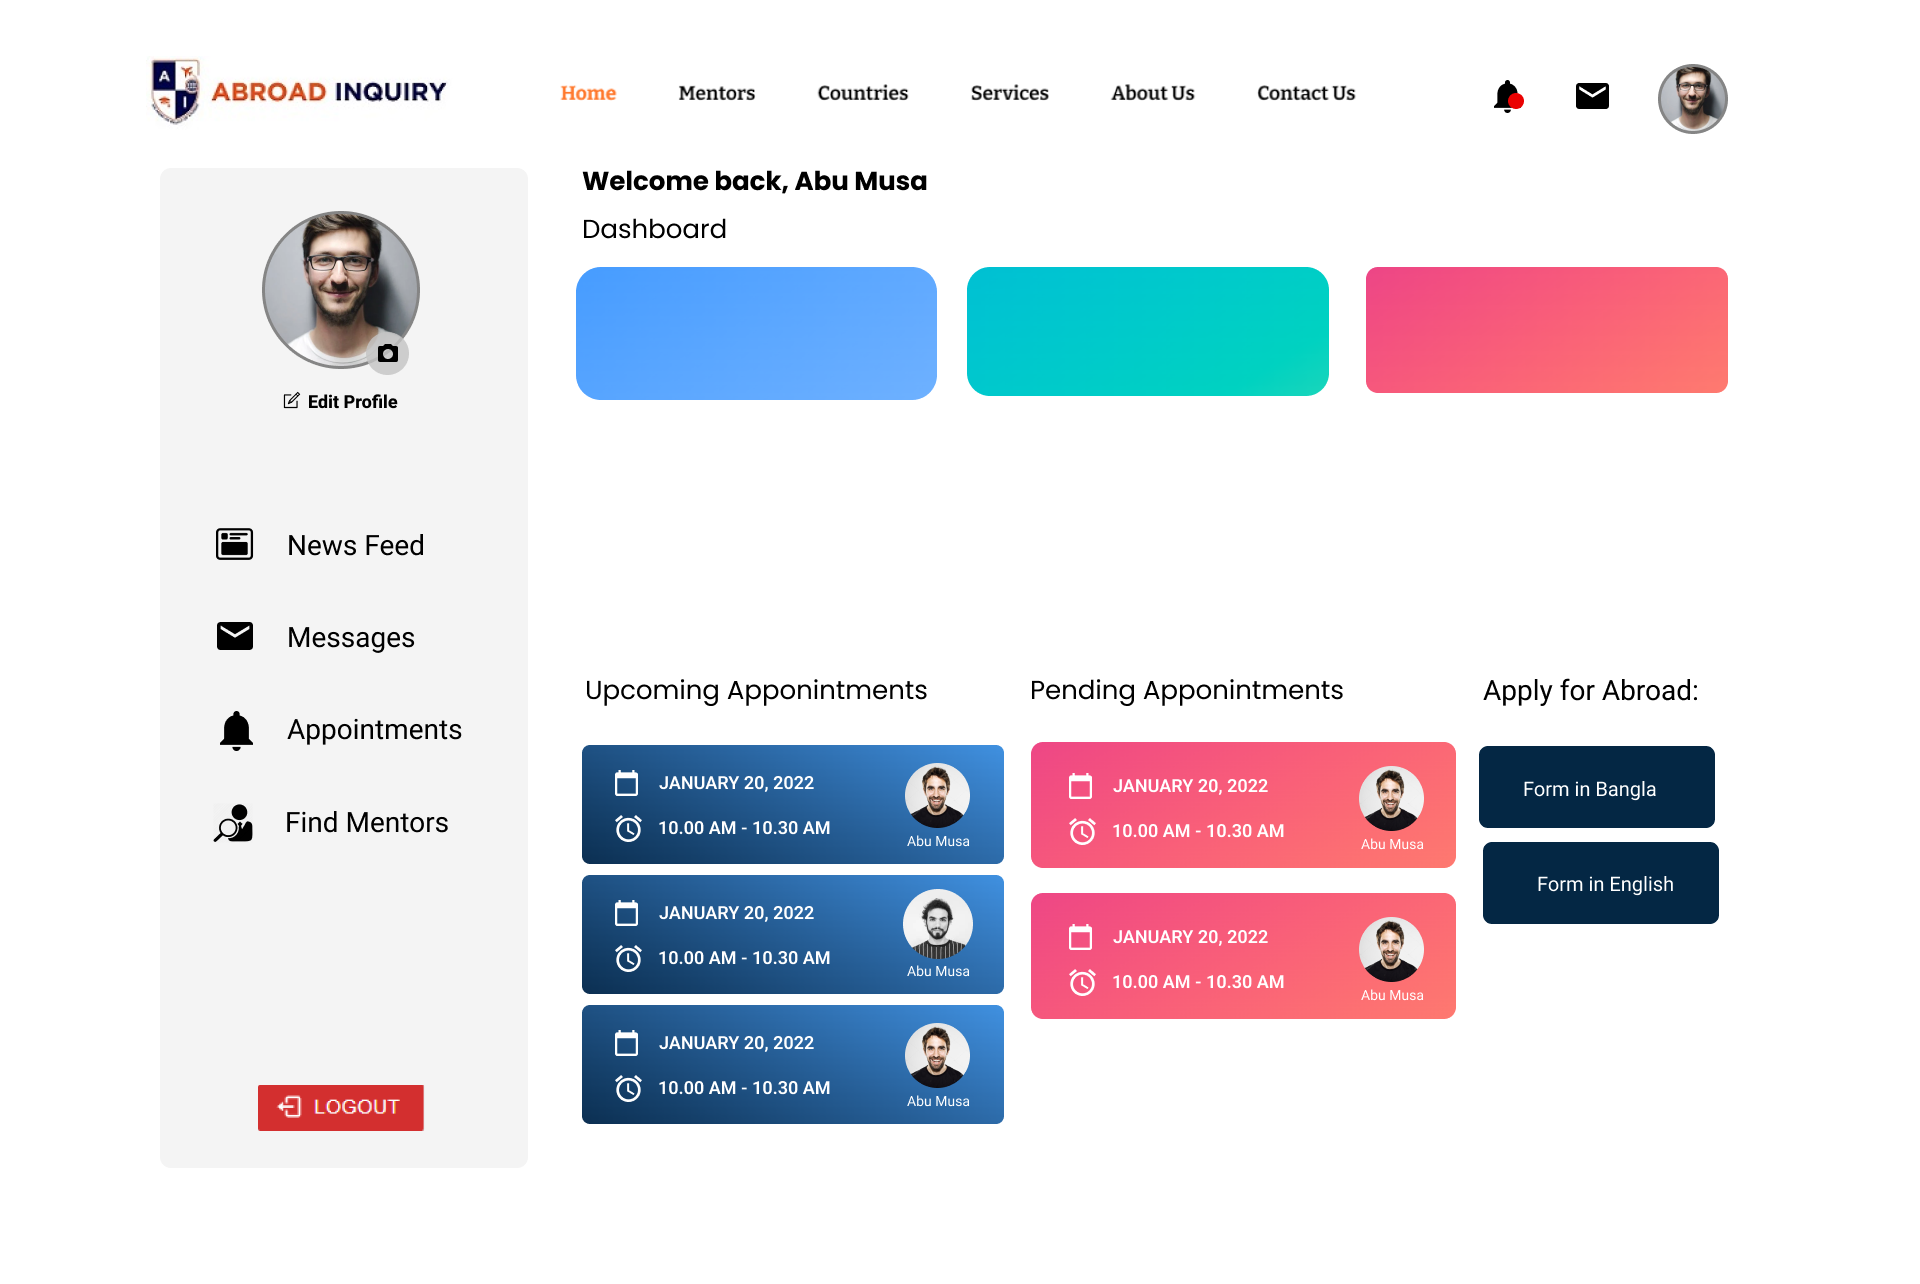 A
I
ABROAD INQUIRY
Home
Mentors
Countries
Services
About Us
Contact Us
Edit Profile
News Feed
Messages
Appointments
Find Mentors
LOGOUT
Welcome back, Abu Musa
Dashboard
Upcoming Apponintments
JANUARY 20, 2022
10.00 AM - 10.30 AM
Abu Musa
JANUARY 20, 2022
10.00 AM - 10.30 AM
Abu Musa
JANUARY 20, 2022
10.00 AM - 10.30 AM
Abu Musa
Pending Apponintments
JANUARY 20, 2022
10.00 AM - 10.30 AM
Abu Musa
JANUARY 20, 2022
10.00 AM - 10.30 AM
Abu Musa
Apply for Abroad:
Form in Bangla
Form in English